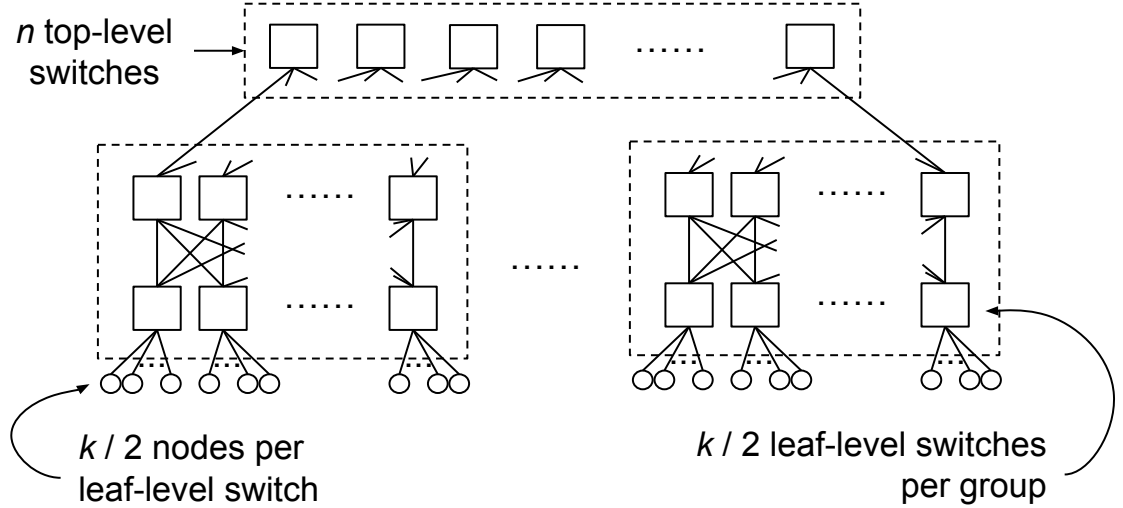 n top-level
switches
k / 2 nodes per
leaf-level switch
k / 2 leaf-level switches
per group